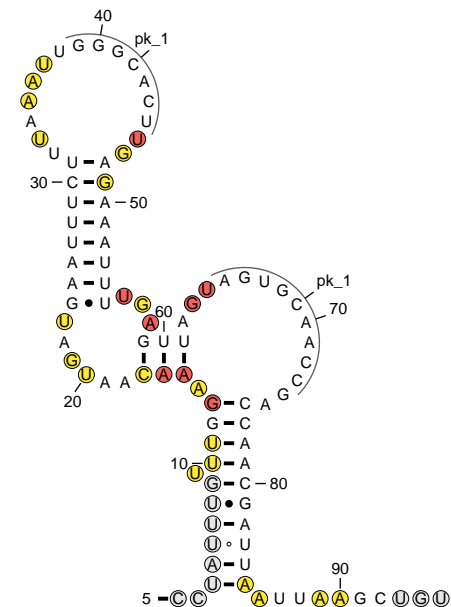 40
pk_1
U U G G G C
A A
A C
A U
U U
U G
U A
30 C G
U A 50
U A
U A
A U
A U
G U U G A
60
G U A G U G C
pk_1
70
A A C C G A
U A G U
20
U A A C A A A
G U A U
G C
G C
U A
10 U A
U
G C 80
U G
U A
U U
A U
U A
5 C C
A U U A A G C U G U
90